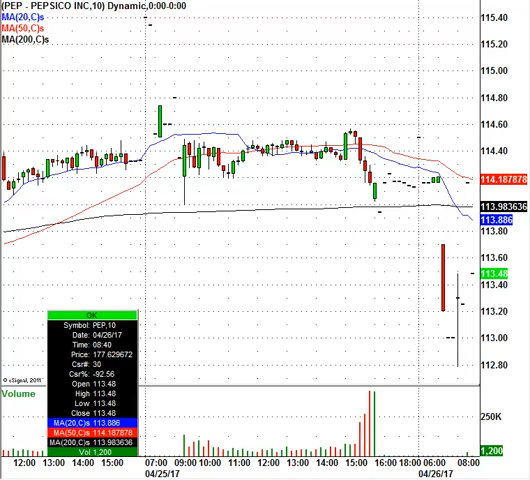 (PEP - PEPSICO INC,10) Dynamic,0:00-0:00
MA(20,C)s
MA(50,C)s
MA(200,C)s
115.40
115.20
115.00
114.80
114.60
114.40
114.187878
113.983636
113.886
113.80
113.60
113.48
113.40
113.20
113.00
112.80
OK
Symbol: PEP,10
Date: 04/26/17
Time: 08:40
Price: 177.629672
Csr#: 30
Csr%: -92.56
Open 113.48
High 113.48
Low 113.48
Close 113.48
MA(20,C)s 113.886
MA(50,C)s 114.187878
MA(200,C)s 113.983636
Vol 1,200
© eSignal, 2011
Volume
250K
1,200
12:00 13:00 14:00 15:00 07:00 09:00 10:00 11:00 12:00 13:00 14:00 15:00 16:00 18:00 06:00 08:00
04/25/17 04/26/17